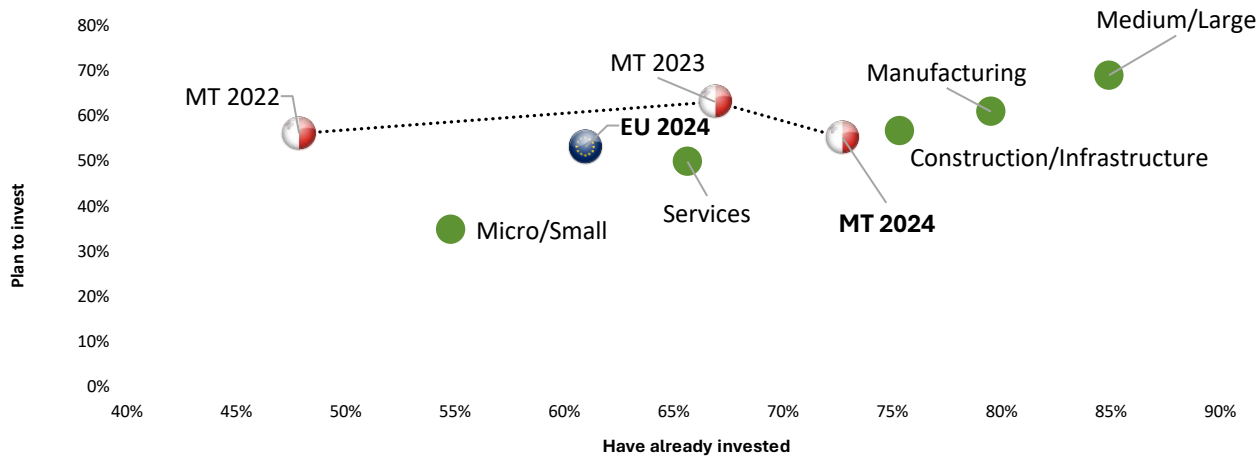 80%
Medium/Large
70%
MT 2023
Manufacturing
MT 2022
60%
EU 2024
50%
Construction/Infrastructure
40%
Services
MT 2024
Micro/Small
30%
20%
10%
0%
Plan to invest
40% 45% 50% 55% 60% 65% 70% 75% 80% 85% 90%
Have already invested